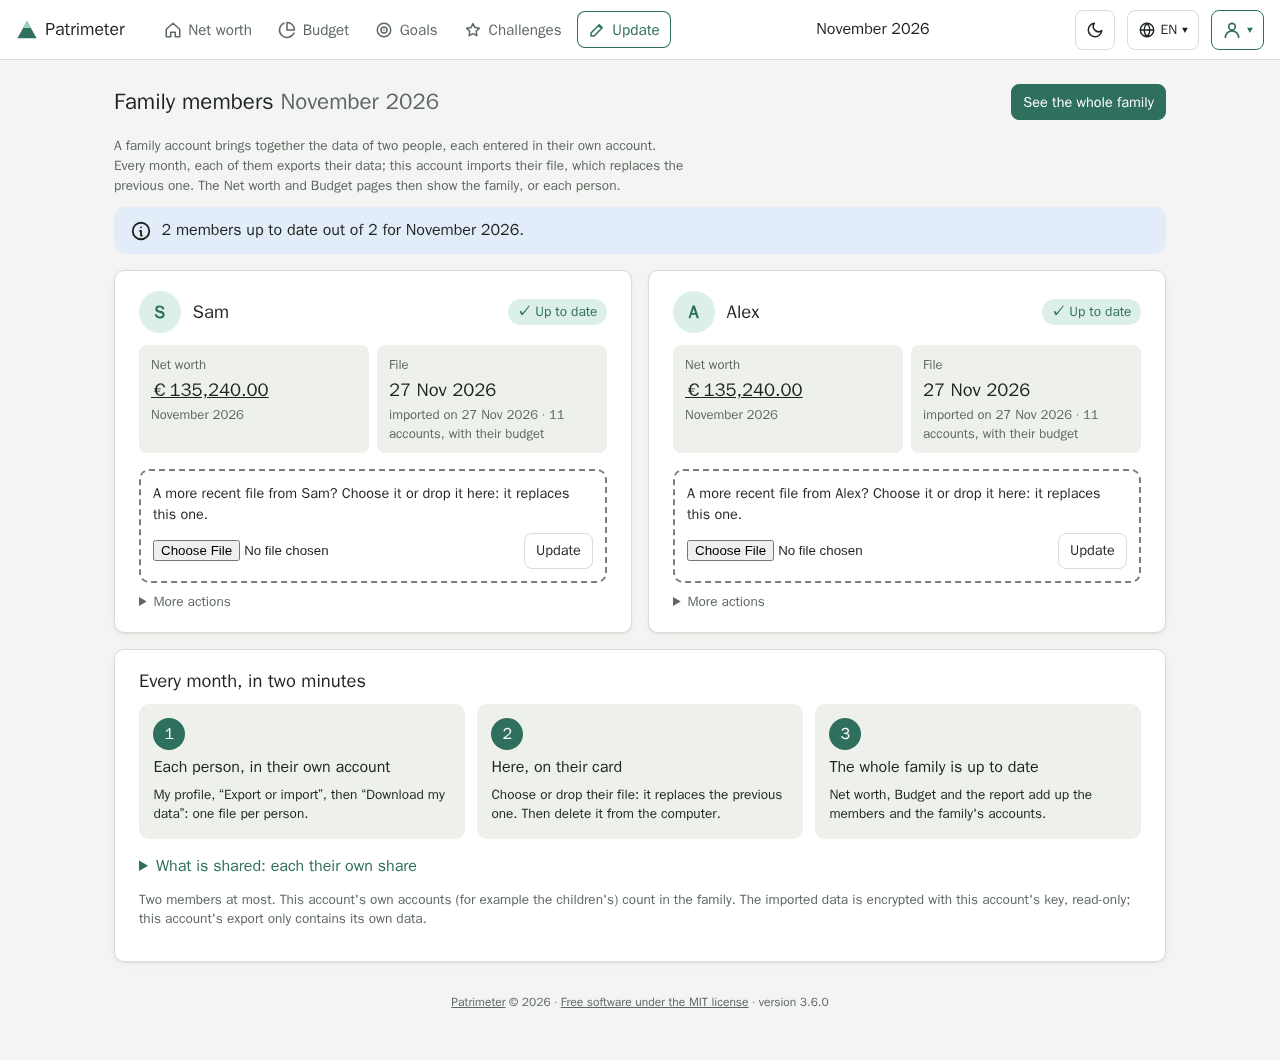 Patrimeter
Net worth
Budget
Goals
Challenges
Update
November 2026
EN ▾
▾
Family members November 2026
See the whole family
A family account brings together the data of two people, each entered in their own account.
Every month, each of them exports their data; this account imports their file, which replaces the
previous one. The Net worth and Budget pages then show the family, or each person.
2 members up to date out of 2 for November 2026.
S
Sam
✓ Up to date
Net worth
€ 135,240.00
November 2026
File
27 Nov 2026
imported on 27 Nov 2026 · 11
accounts, with their budget
A more recent file from Sam? Choose it or drop it here: it replaces
this one.
Choose File No file chosen
Update
More actions
A
Alex
✓ Up to date
Net worth
€ 135,240.00
November 2026
File
27 Nov 2026
imported on 27 Nov 2026 · 11
accounts, with their budget
A more recent file from Alex? Choose it or drop it here: it replaces
this one.
Choose File No file chosen
Update
More actions
Every month, in two minutes
1
Each person, in their own account
My profile, “Export or import”, then “Download my
data”: one file per person.
2
Here, on their card
Choose or drop their file: it replaces the previous
one. Then delete it from the computer.
3
The whole family is up to date
Net worth, Budget and the report add up the
members and the family's accounts.
What is shared: each their own share
Two members at most. This account's own accounts (for example the children's) count in the family. The imported data is encrypted with this account's key, read-only;
this account's export only contains its own data.
Patrimeter © 2026 · Free software under the MIT license · version 3.6.0